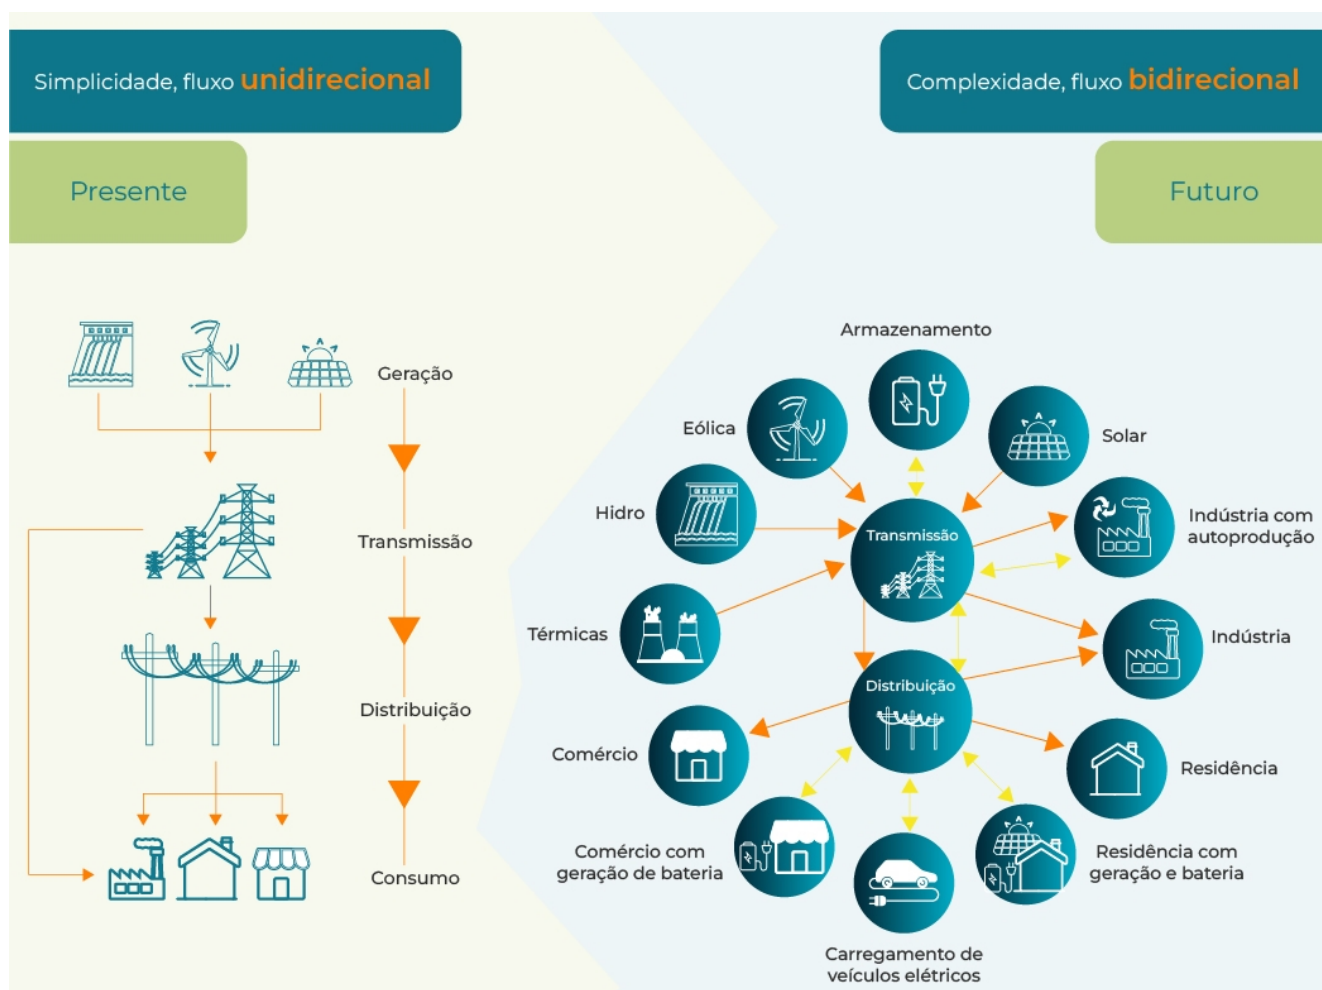 Simplicidade, fluxo unidirecional
Complexidade, fluxo bidirecional
Presente
Futuro
Geração
Transmissão
Distribuição
Consumo
Armazenamento
Eólica
Solar
Hidro
Indústria com
autoprodução
Transmissão
Térmicas
Indústria
Distribuição
Comércio
Residência
Comércio com
geração de bateria
Residência com
geração e bateria
Carregamento de
veículos elétricos